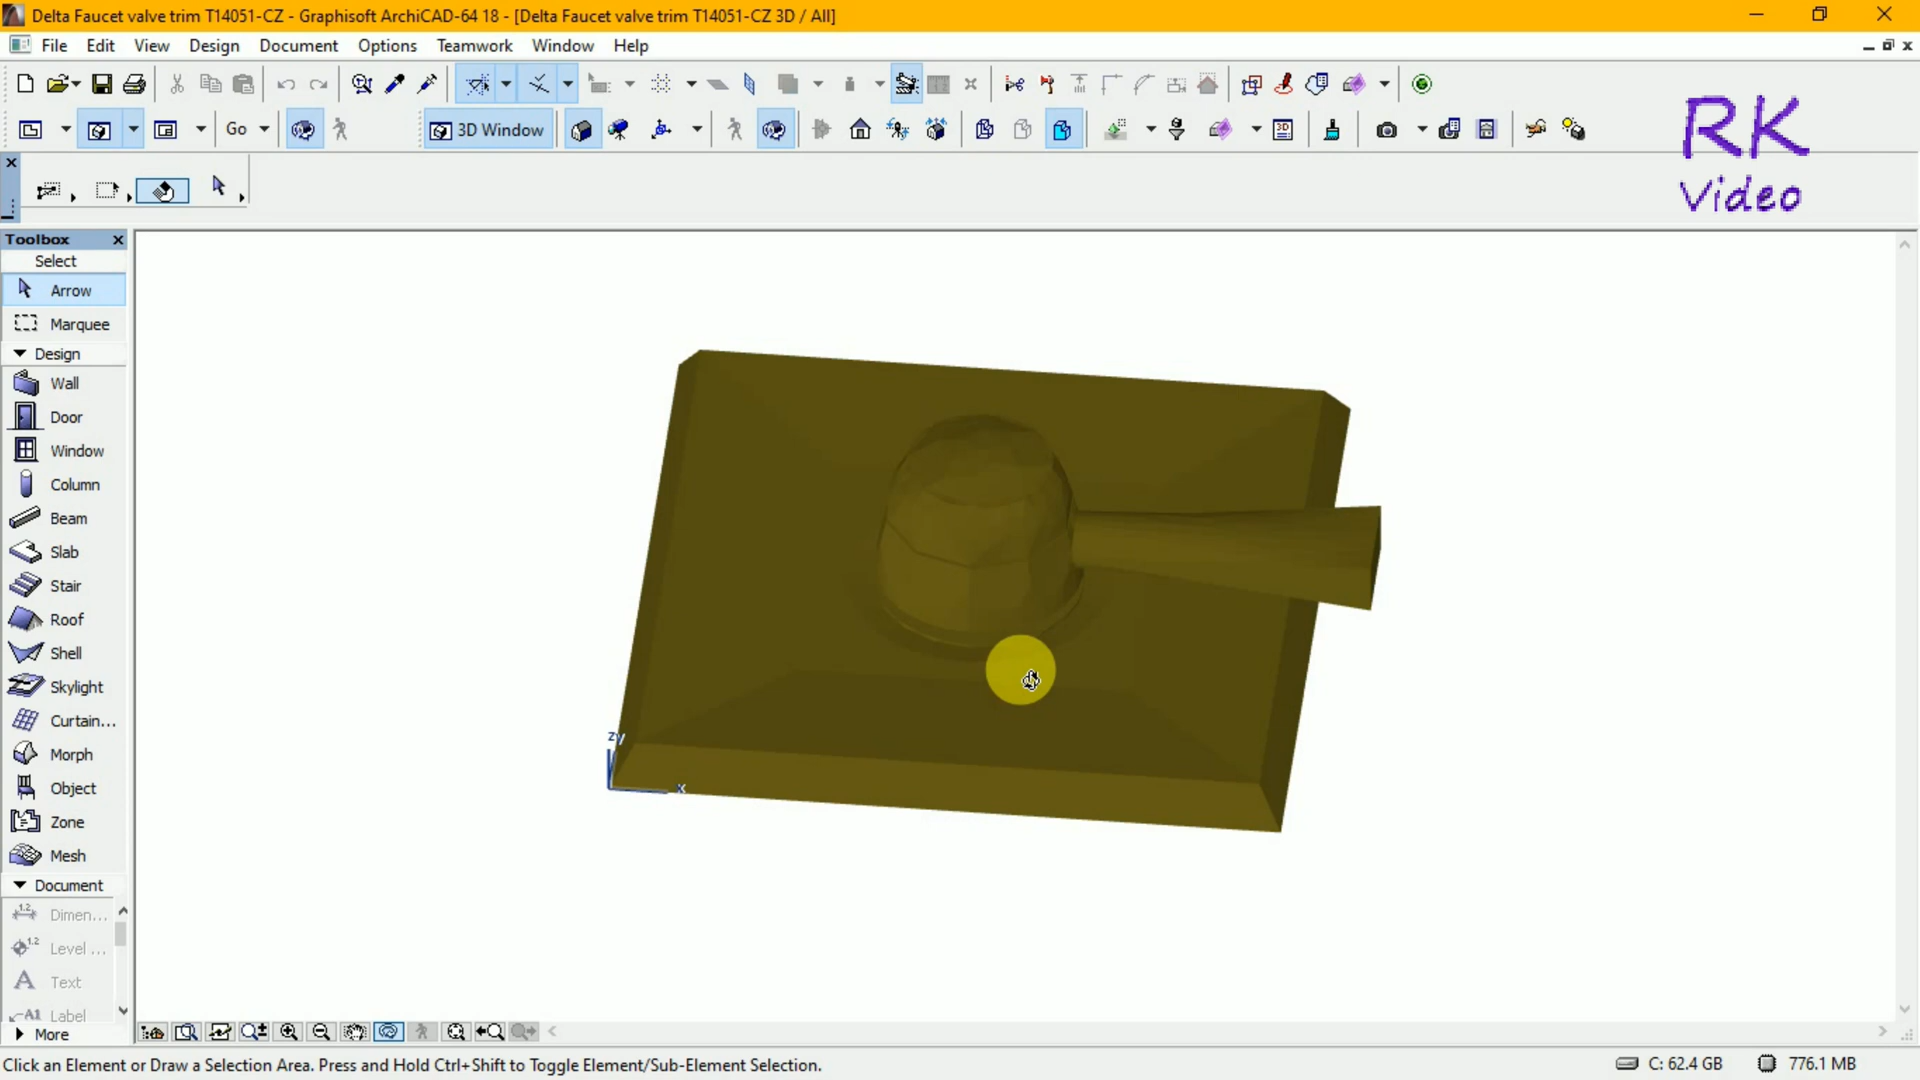 Delta Faucet valve trim T14051-CZ - Graphisoft ArchiCAD-64 18 - [Delta Faucet valve trim T14051-CZ 3D / All]
File Edit View Design Document Options Teamwork Window Help
Go 3D Window
RK
Video
Toolbox
Select
Arrow
Marquee
Design
Wall
Door
Window
Column
Beam
Slab
Stair
Roof
Shell
Skylight
Curtain...
Morph
Object
Zone
Mesh
Document
Dimen...
Level ...
Text
Label
More
zy
x
Click an Element or Draw a Selection Area. Press and Hold Ctrl+Shift to Toggle Element/Sub-Element Selection.
C: 62.4 GB 776.1 MB